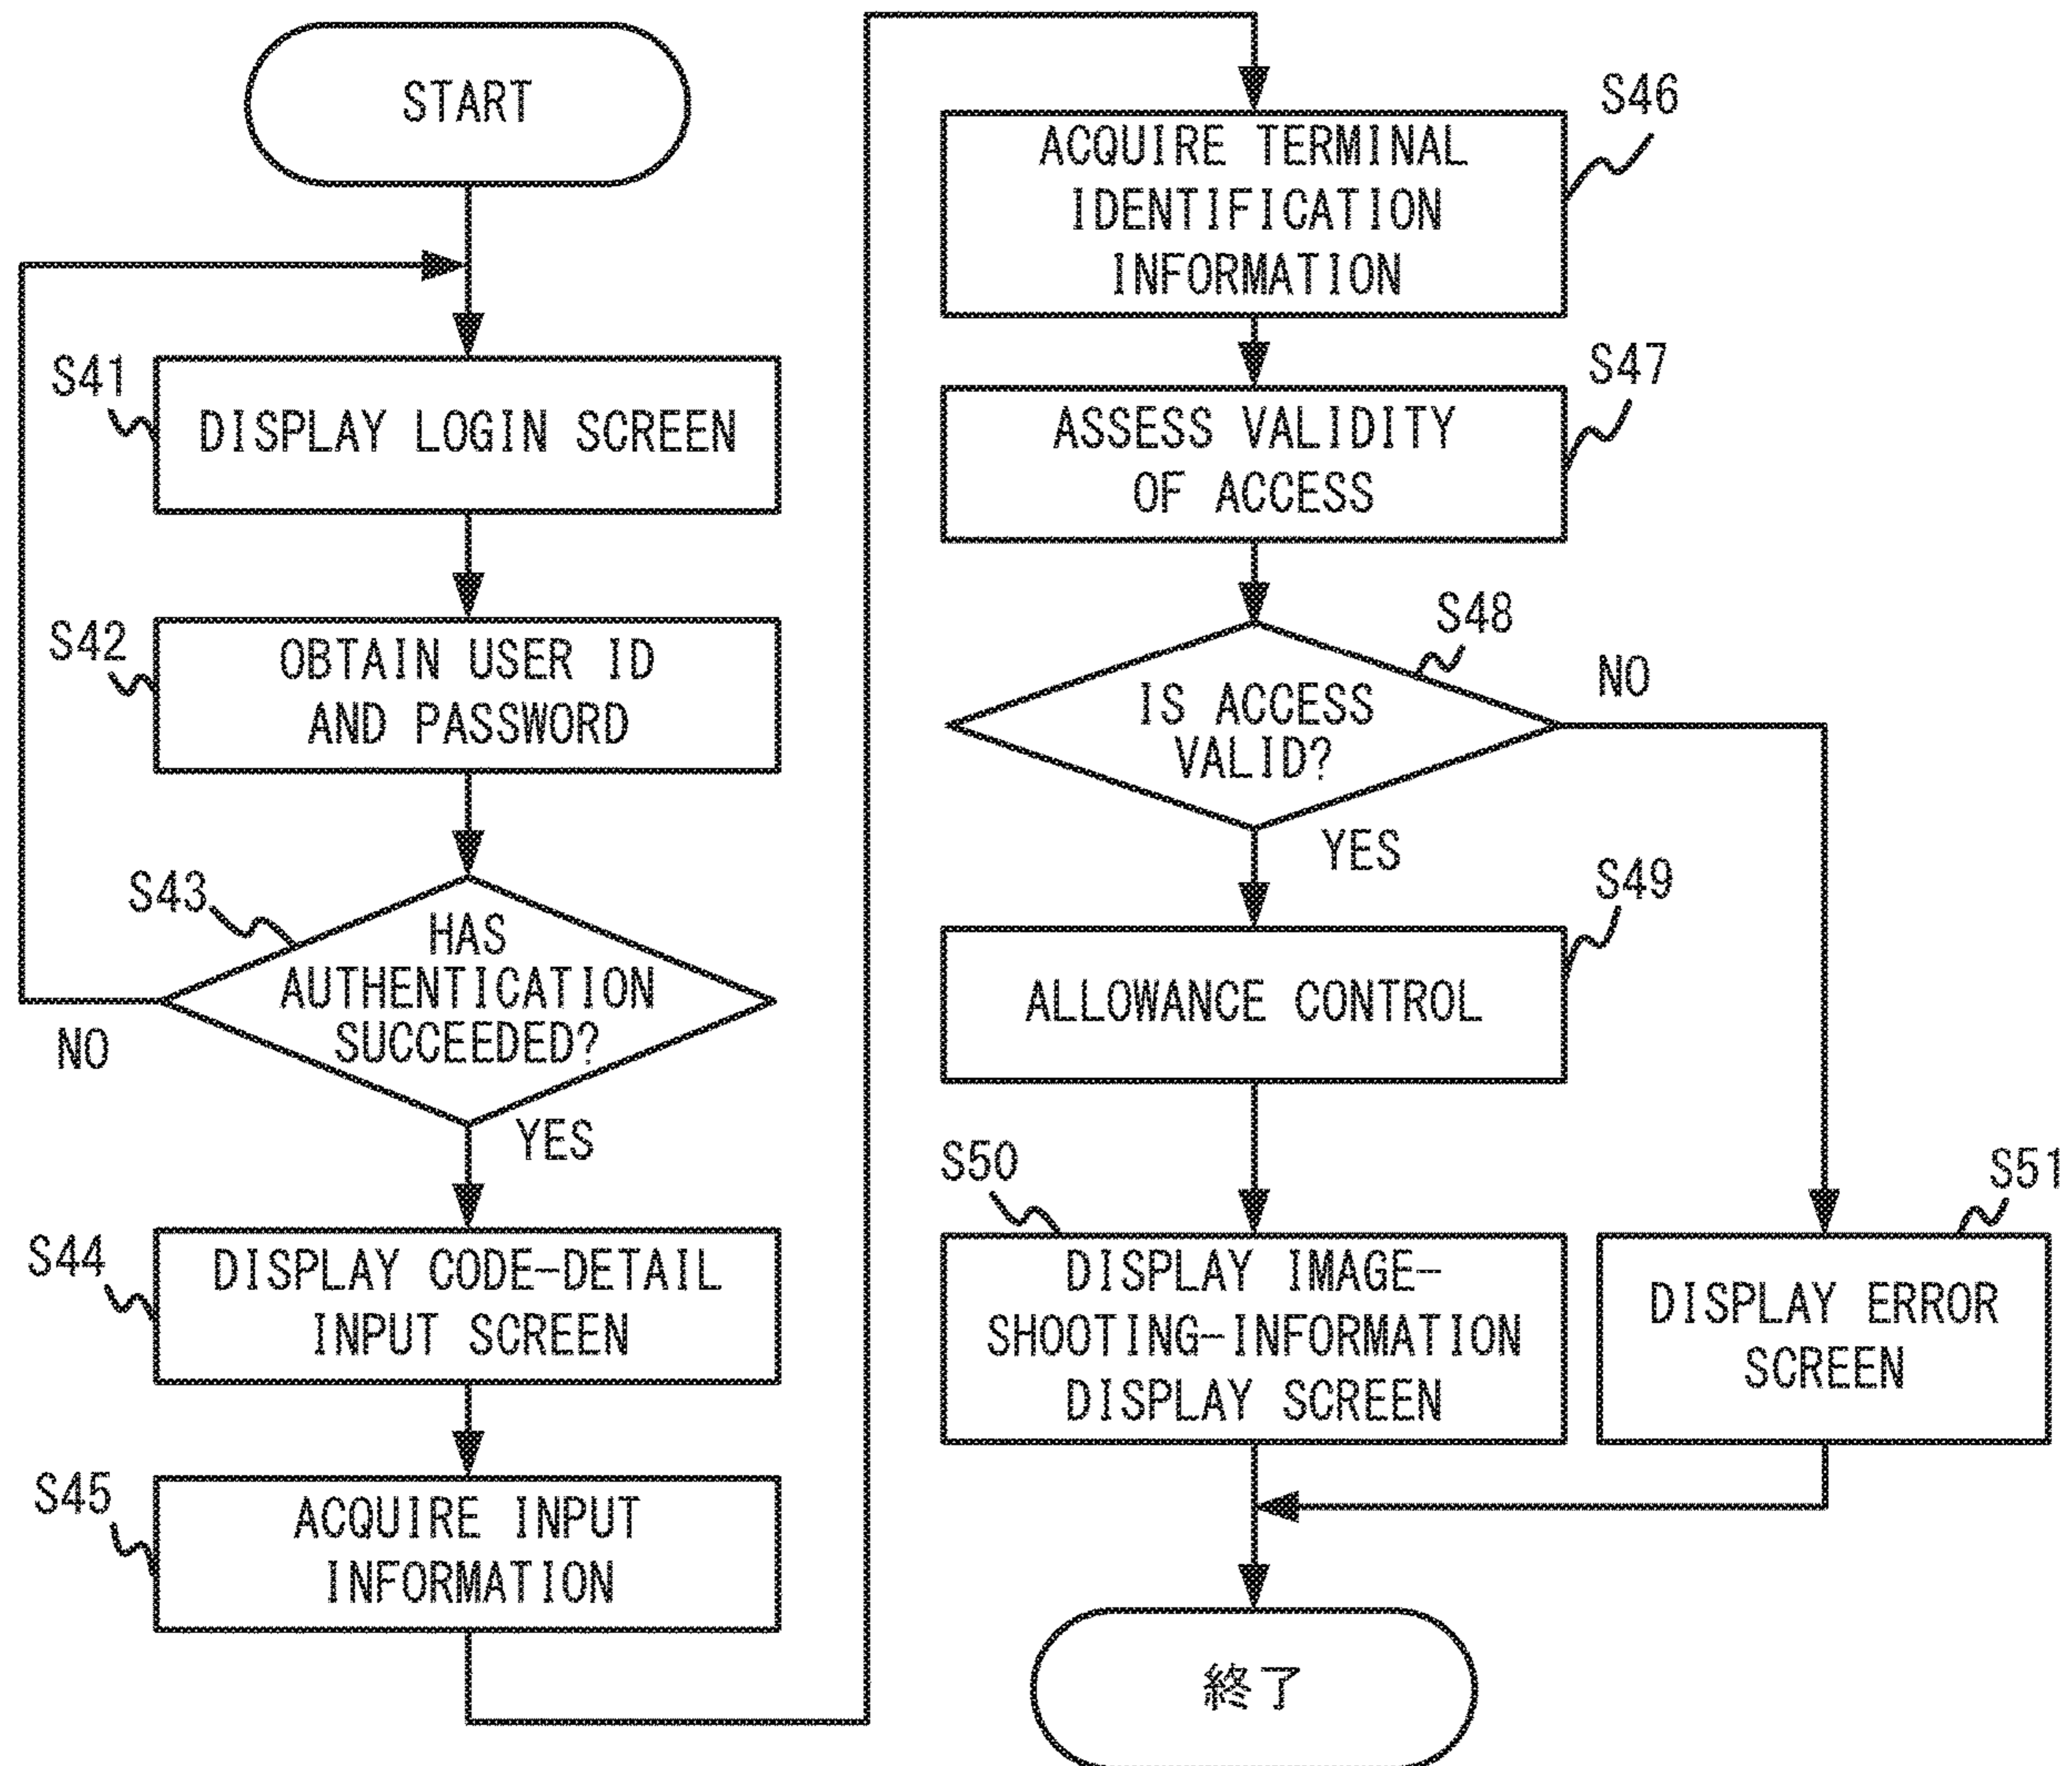 START
S41
DISPLAY LOGIN SCREEN
S42
OBTAIN USER ID
AND PASSWORD
S43
HAS
AUTHENTICATION
SUCCEEDED?
NO
YES
S44
DISPLAY CODE-DETAIL
INPUT SCREEN
S45
ACQUIRE INPUT
INFORMATION
S46
ACQUIRE TERMINAL
IDENTIFICATION
INFORMATION
S47
ASSESS VALIDITY
OF ACCESS
S48
IS ACCESS
VALID?
NO
YES
S49
ALLOWANCE CONTROL
S50
DISPLAY IMAGE-
SHOOTING-INFORMATION
DISPLAY SCREEN
S51
DISPLAY ERROR
SCREEN
終了